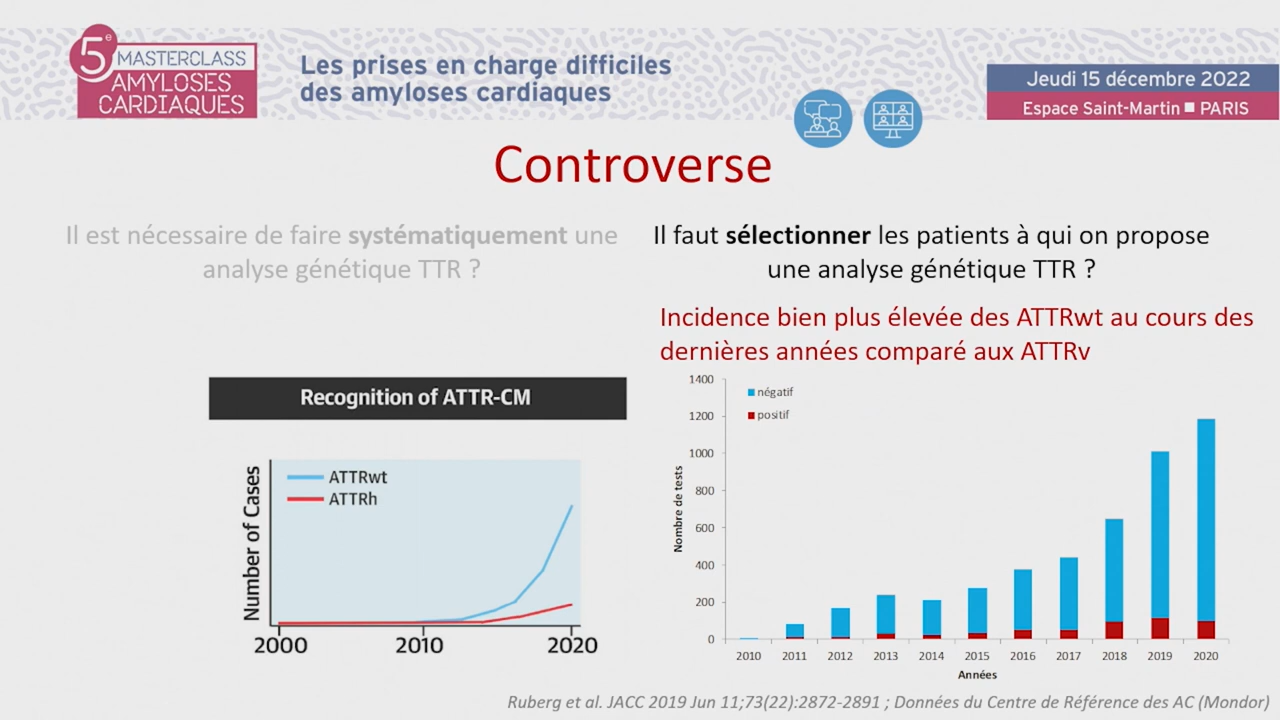 5e MASTERCLASS
AMYLOSES
CARDIAQUES
Les prises en charge difficiles
des amyloses cardiaques
Jeudi 15 décembre 2022
Espace Saint-Martin ■ PARIS
Controverse
Il est nécessaire de faire systématiquement une
analyse génétique TTR ?
Il faut sélectionner les patients à qui on propose
une analyse génétique TTR ?
Incidence bien plus élevée des ATTRwt au cours des
dernières années comparé aux ATTRv
Recognition of ATTR-CM
Number of Cases
ATTRwt
ATTRh
2000 2010 2020
Nombre de tests
1400
1200
1000
800
600
400
200
0
négatif
positif
2010 2011 2012 2013 2014 2015 2016 2017 2018 2019 2020
Années
Ruberg et al. JACC 2019 Jun 11;73(22):2872-2891 ; Données du Centre de Référence des AC (Mondor)